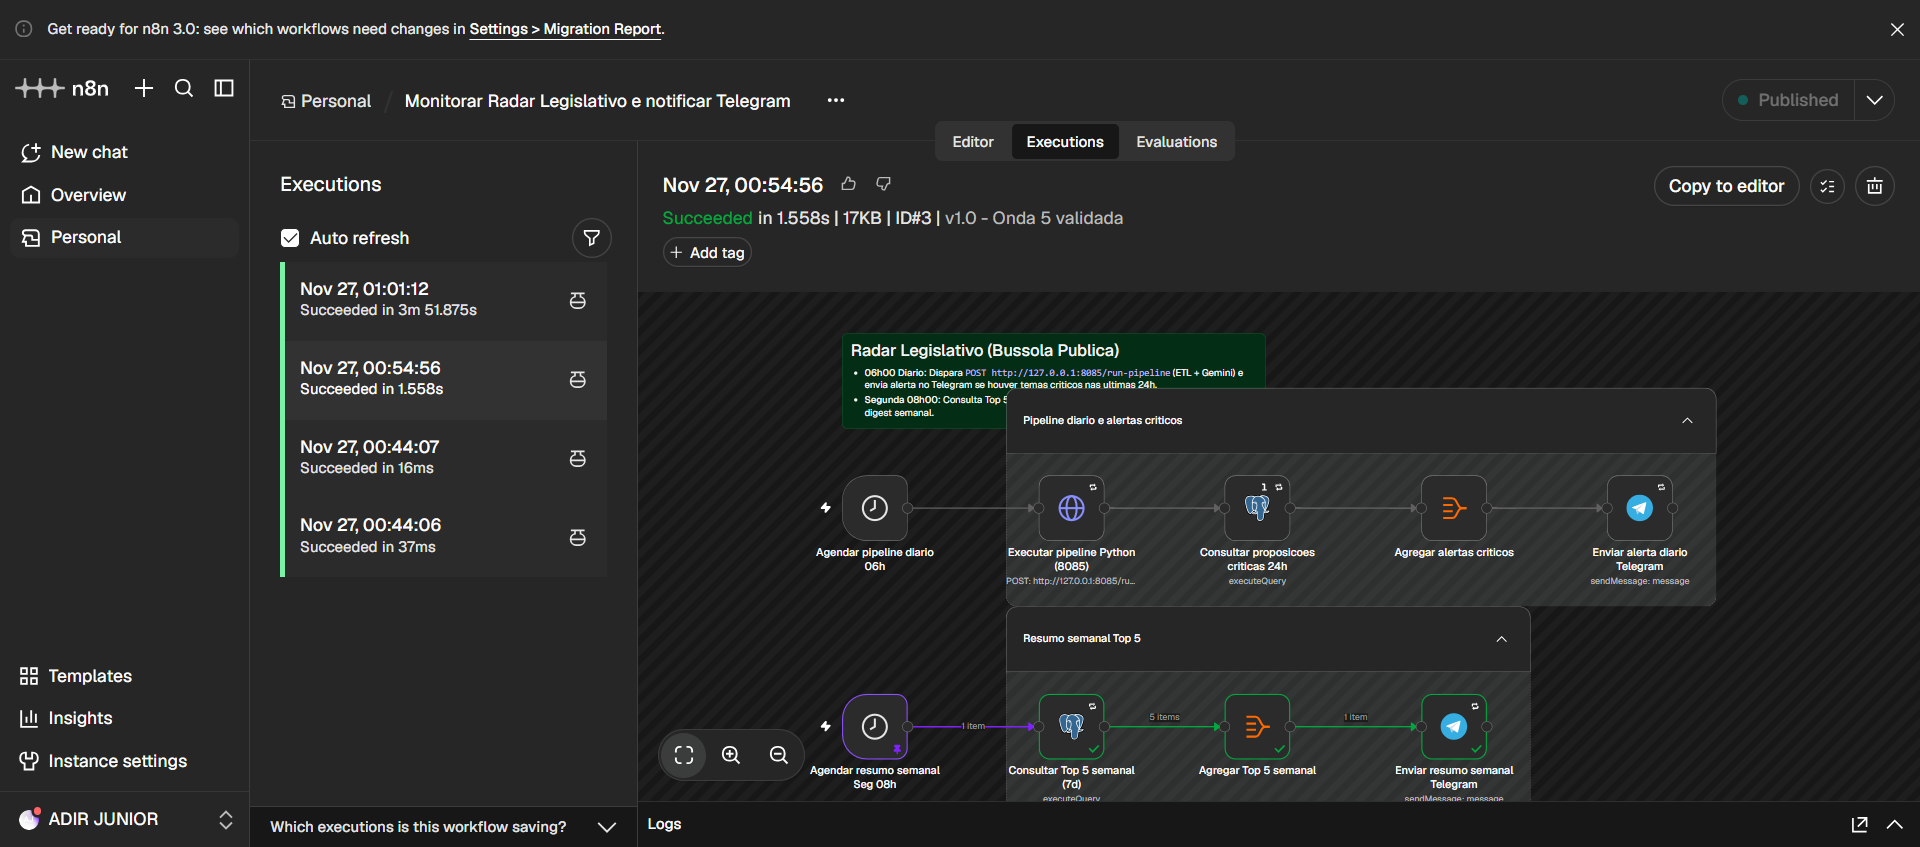 Get ready for n8n 3.0: see which workflows need changes in Settings > Migration Report.
n8n
Personal / Monitorar Radar Legislativo e notificar Telegram ...
Published
Editor
Executions
Evaluations
New chat
Overview
Personal
Templates
Insights
Instance settings
ADIR JUNIOR
Executions
Auto refresh
Nov 27, 01:01:12
Succeeded in 3m 51.875s
Nov 27, 00:54:56
Succeeded in 1.558s
Nov 27, 00:44:07
Succeeded in 16ms
Nov 27, 00:44:06
Succeeded in 37ms
Which executions is this workflow saving?
Nov 27, 00:54:56
Succeeded in 1.558s | 17KB | ID#3 | v1.0 - Onda 5 validada
+ Add tag
Copy to editor
Radar Legislativo (Bussola Publica)
• 06h00 Diario: Dispara POST http://127.0.0.1:8085/run-pipeline (ETL + Gemini) e
envia alerta no Telegram se houver temas criticos nas ultimas 24h.
• Segunda 08h00: Consulta Top 5
digest semanal.
Pipeline diario e alertas criticos
1
Agendar pipeline diario
06h
Executar pipeline Python
(8085)
POST: http://127.0.0.1:8085/ru...
Consultar proposicoes
criticas 24h
executeQuery
Agregar alertas criticos
Enviar alerta diario
Telegram
sendMessage: message
Resumo semanal Top 5
1 item
5 items
1 item
Agendar resumo semanal
Seg 08h
Consultar Top 5 semanal
(7d)
executeQuery
Agregar Top 5 semanal
Enviar resumo semanal
Telegram
sendMessage: message
Logs